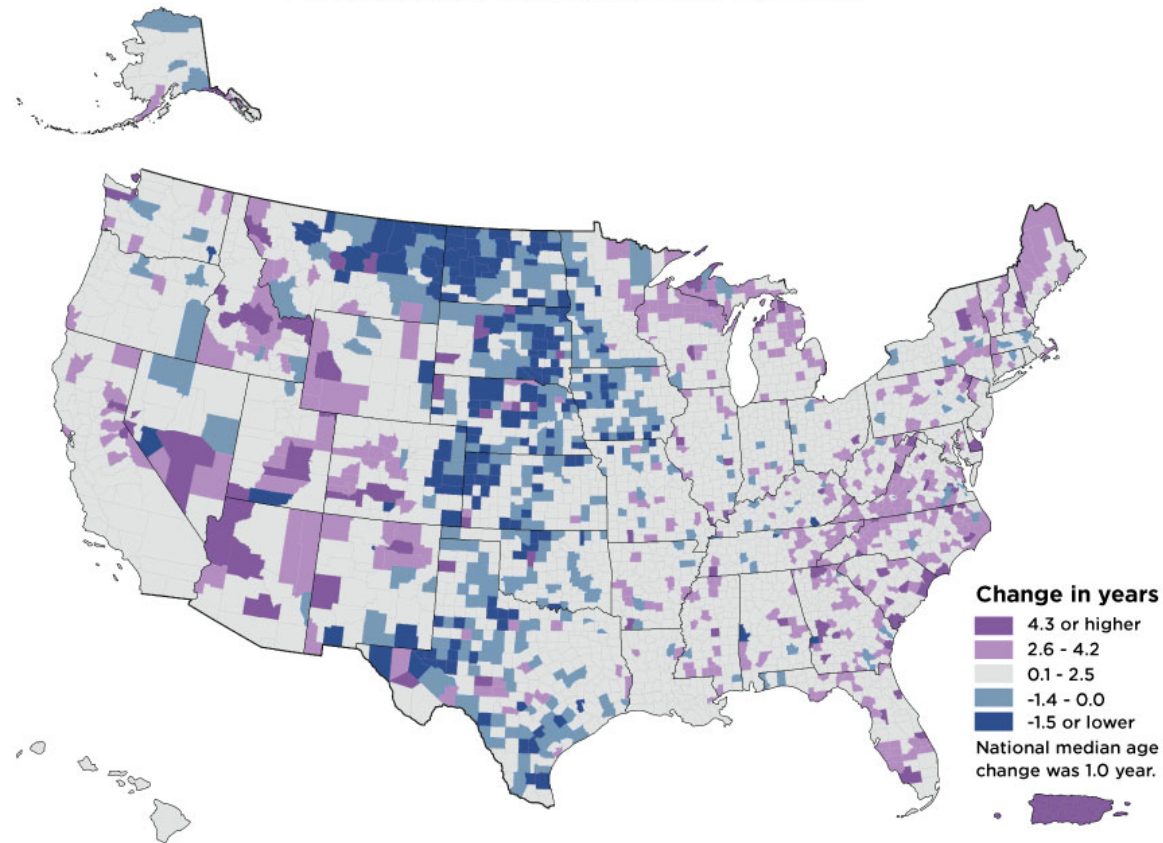 Change in years
4.3 or higher
2.6 - 4.2
0.1 - 2.5
-1.4 - 0.0
-1.5 or lower
National median age
change was 1.0 year.